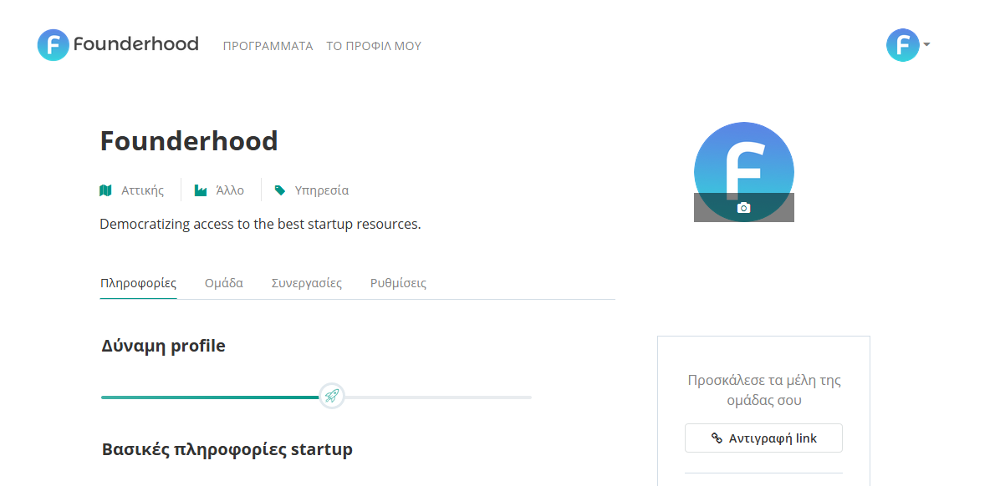 Founderhood ΠΡΟΓΡΑΜΜΑΤΑ ΤΟ ΠΡΟΦΙΛ ΜΟΥ
Founderhood
Αττικής Άλλο Υπηρεσία
Democratizing access to the best startup resources.
Πληροφορίες Ομάδα Συνεργασίες Ρυθμίσεις
Δύναμη profile
Βασικές πληροφορίες startup
Προσκάλεσε τα μέλη της
ομάδας σου
Αντιγραφή link